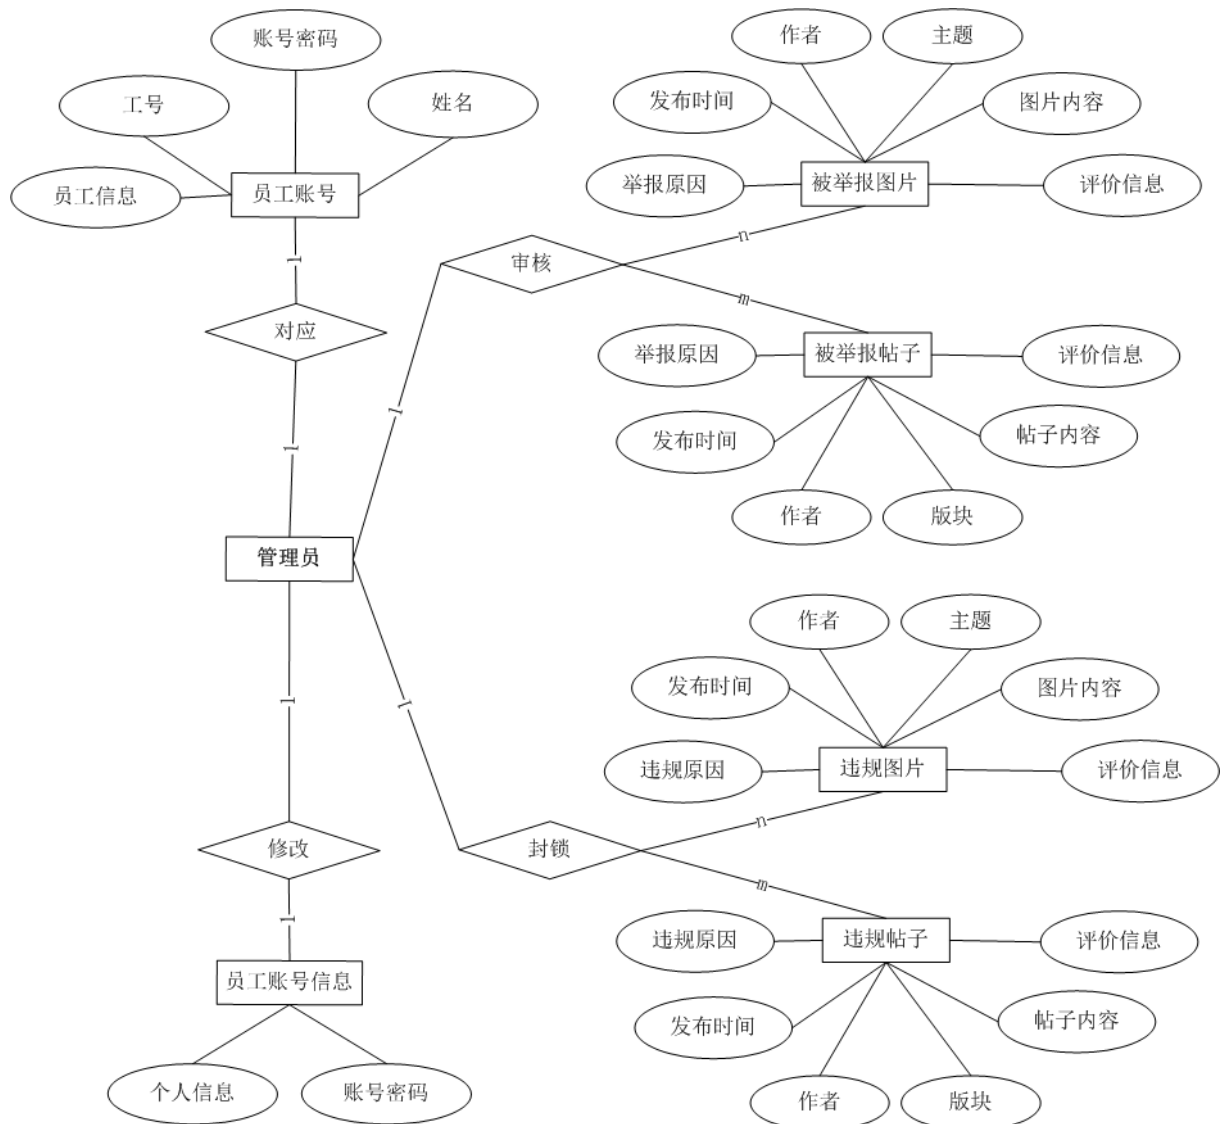 账号密码
工号
姓名
员工信息
员工账号
1
对应
1
管理员
1
修改
1
员工账号信息
个人信息
账号密码
作者
主题
发布时间
图片内容
举报原因
被举报图片
评价信息
n
审核
m
1
举报原因
被举报帖子
评价信息
发布时间
帖子内容
作者
版块
作者
主题
发布时间
图片内容
违规原因
违规图片
评价信息
1
n
封锁
m
违规原因
违规帖子
评价信息
发布时间
帖子内容
作者
版块